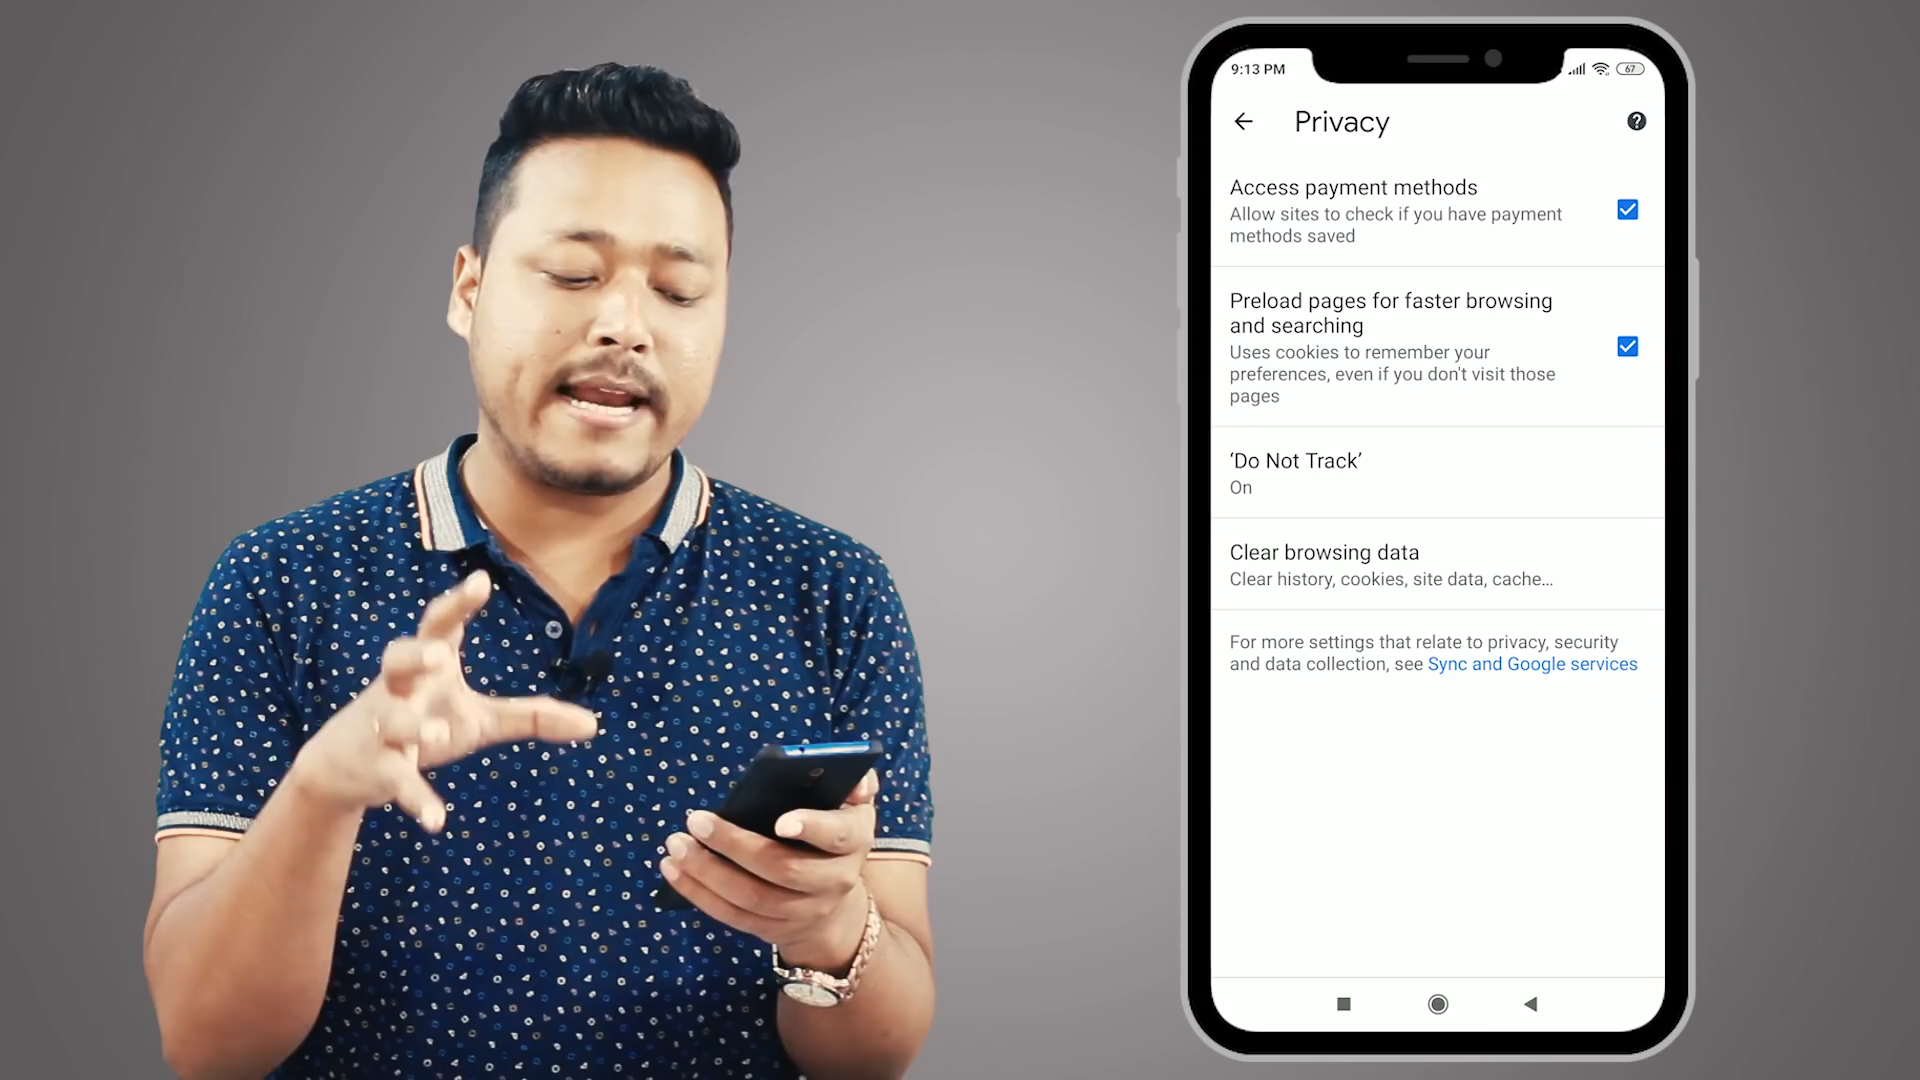 9:13 PM
67
Privacy
?
Access payment methods
Allow sites to check if you have payment
methods saved
Preload pages for faster browsing
and searching
Uses cookies to remember your
preferences, even if you don't visit those
pages
‘Do Not Track’
On
Clear browsing data
Clear history, cookies, site data, cache...
For more settings that relate to privacy, security
and data collection, see Sync and Google services